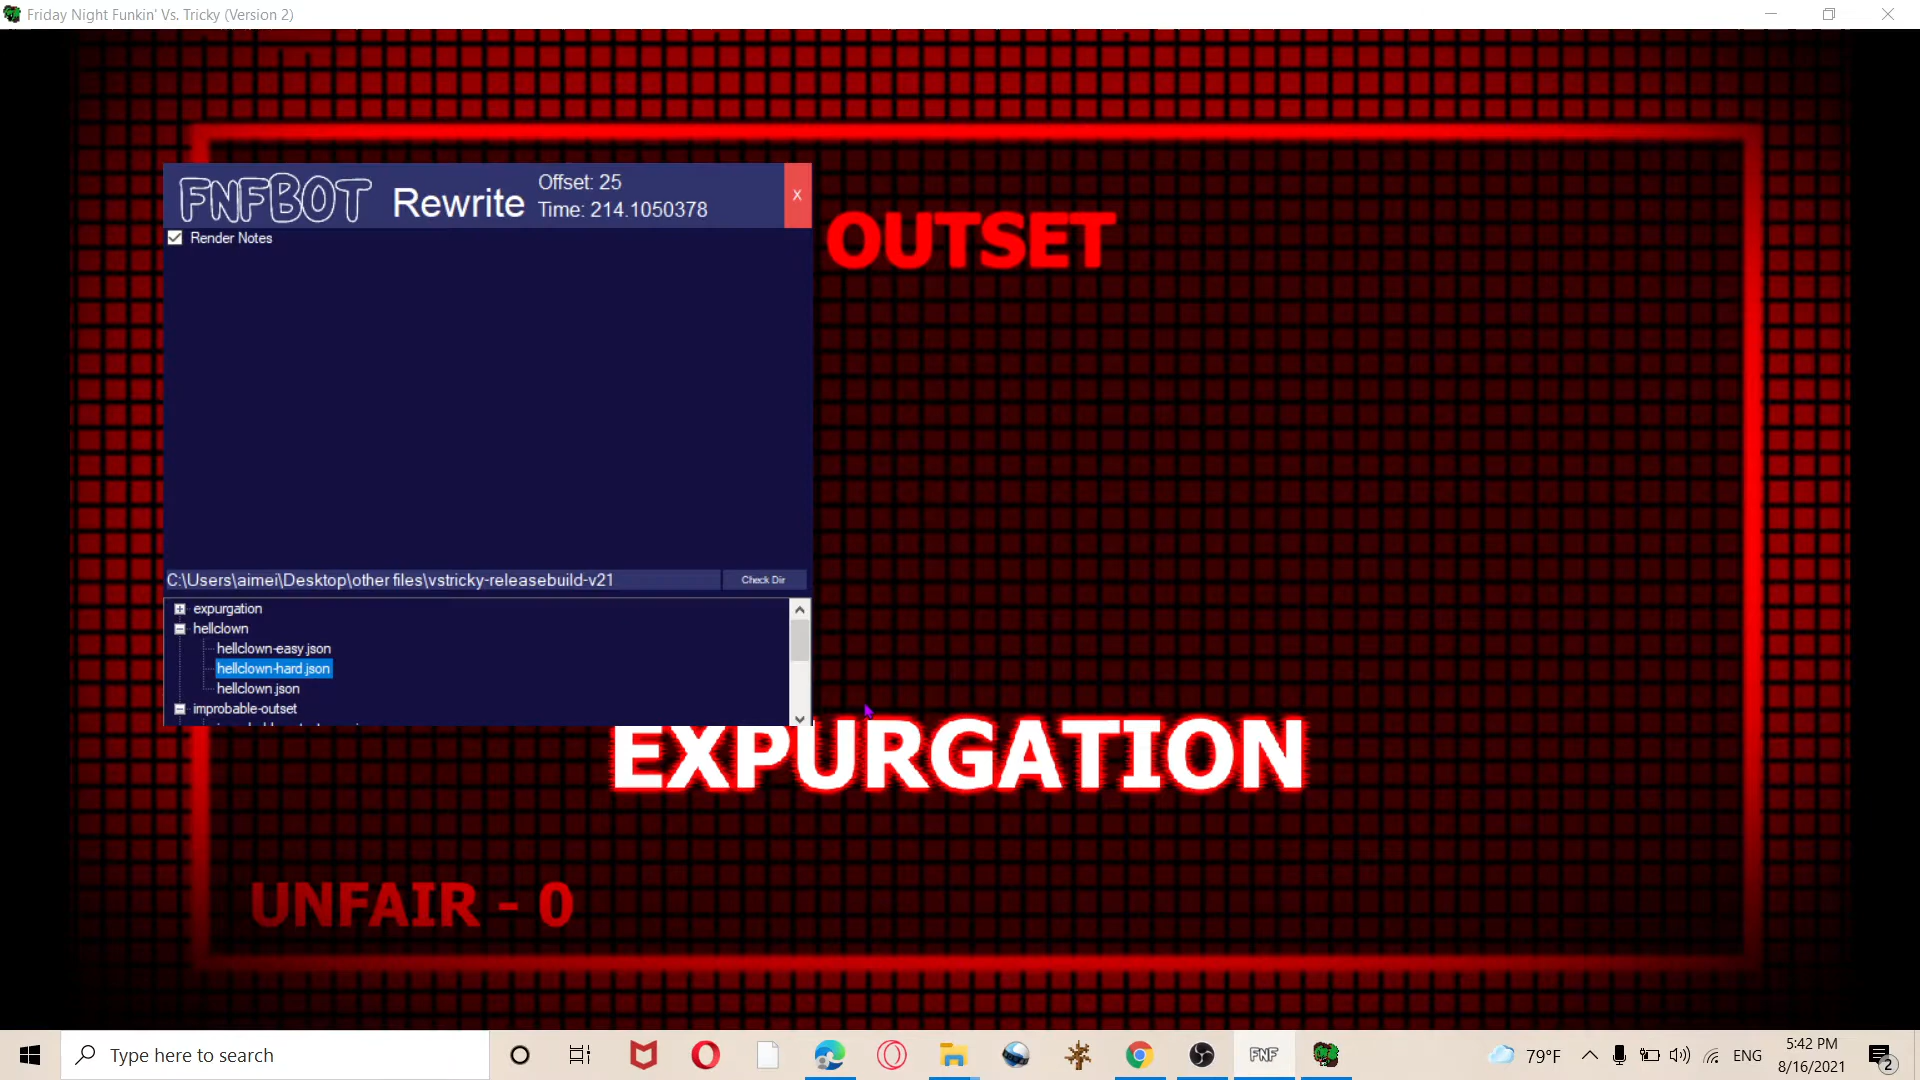 Friday Night Funkin' Vs. Tricky (Version 2)
FNFBOT Rewrite
Offset: 25
Time: 214.1050378
X
Render Notes
OUTSET
C:\Users\aimei\Desktop\other files\vstricky-releasebuild-v21
Check Dir
expurgation
hellclown
hellclown-easy.json
hellclown-hard.json
hellclown.json
improbable-outset
EXPURGATION
UNFAIR - 0
Type here to search
FNF
79°F
ENG
5:42 PM
8/16/2021
2